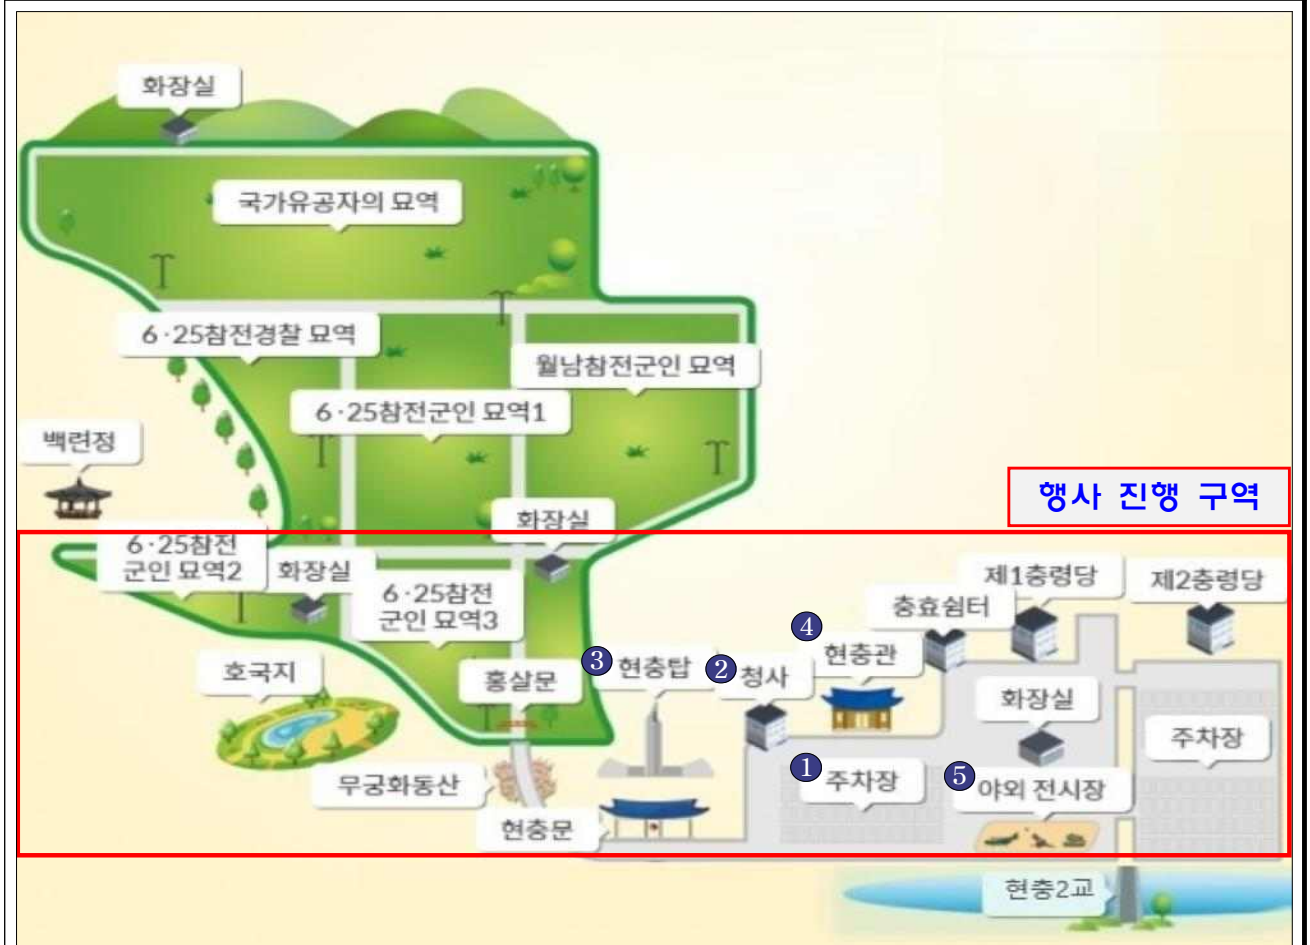 화장실
국가유공자의 묘역
6·25참전경찰 묘역
월남참전군인 묘역
6·25참전군인 묘역1
백련정
행사 진행 구역
화장실
6·25참전
군인 묘역2
화장실
6·25참전
군인 묘역3
제1충령당
제2충령당
충효쉼터
④
현충관
③
현충탑
②
청사
호국지
홍살문
화장실
주차장
①
주차장
⑤
야외 전시장
무궁화동산
현충문
현충2교